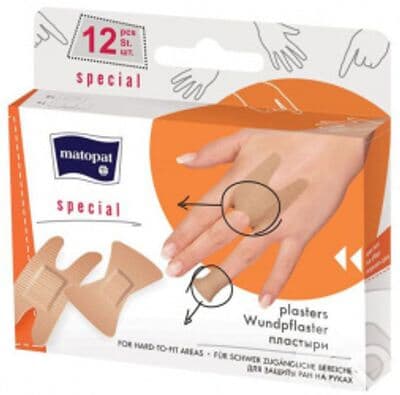 12 pcs
St.
шт.
special
matopat
special
plasters
Wundpflaster
пластыри
FOR HARD-TO-FIT AREAS • FÜR SCHWER ZUGÄNGLICHE BEREICHE •
ДЛЯ ЗАЩИТЫ РАН НА РУКАХ